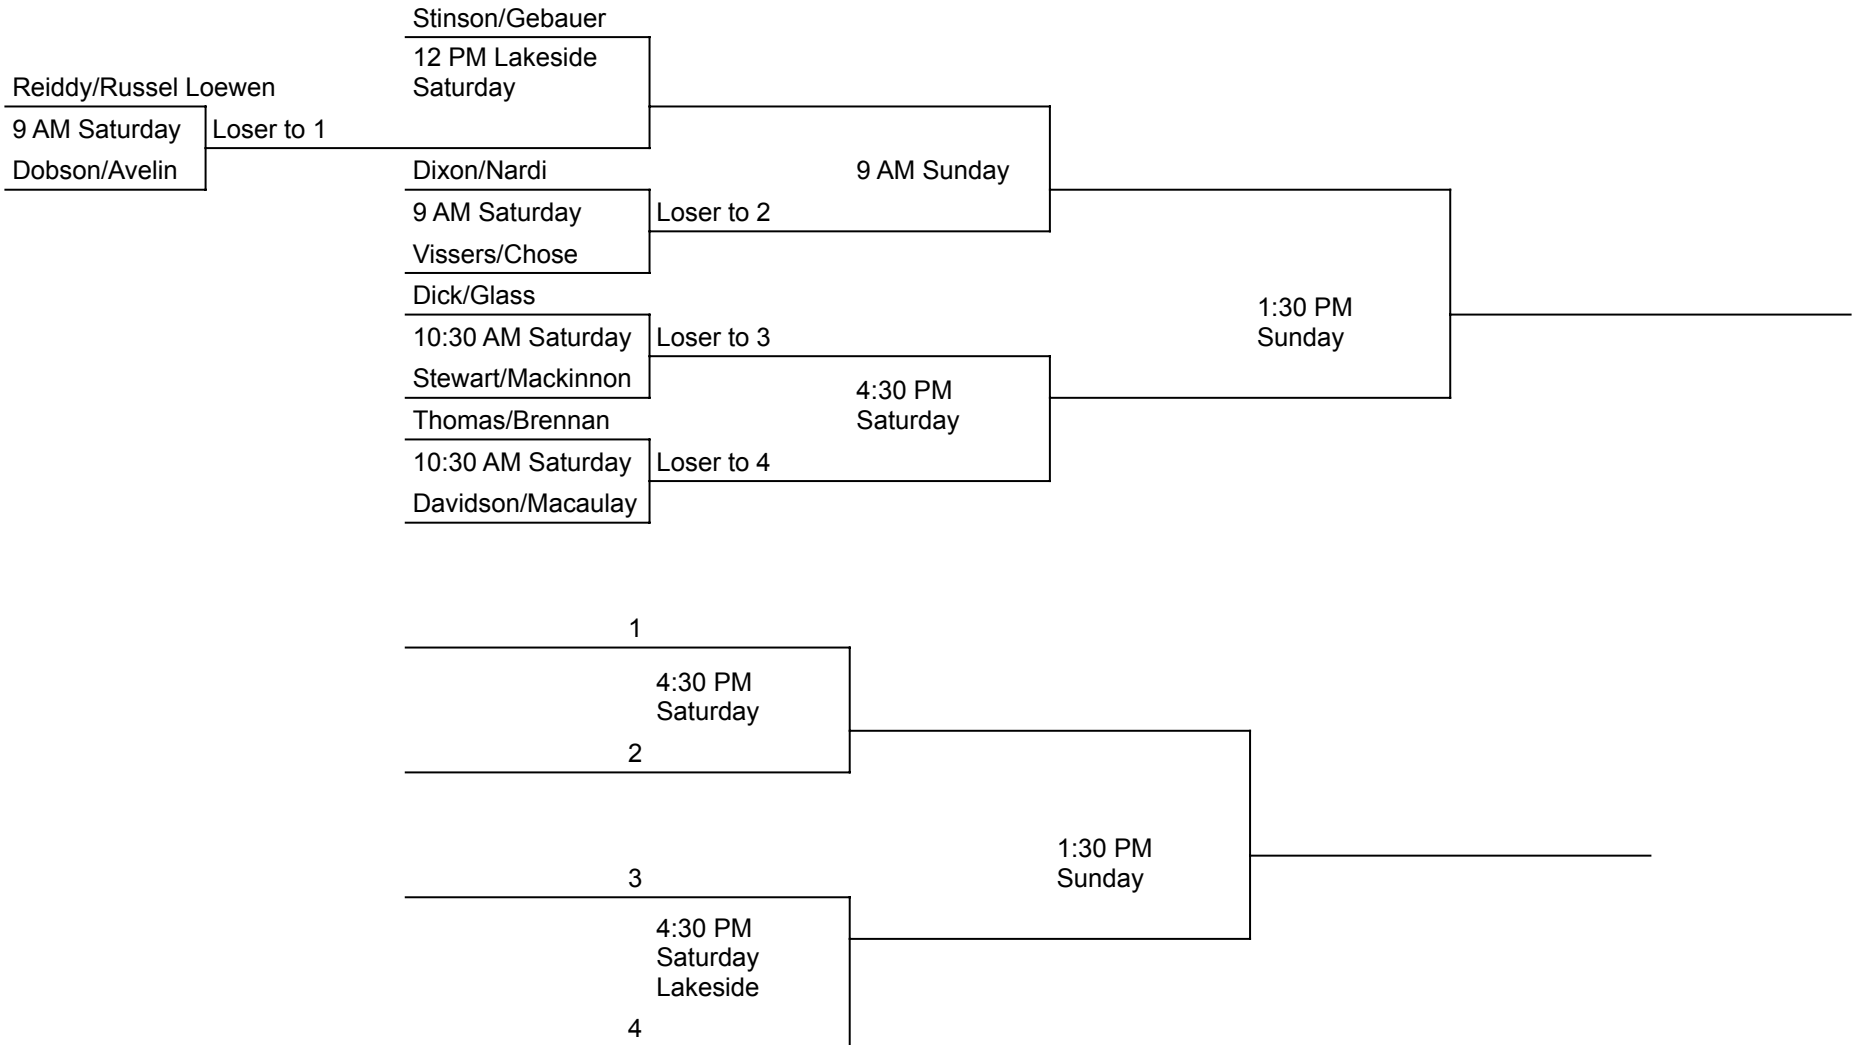 Stinson/Gebauer
12 PM Lakeside
Saturday
Reiddy/Russel Loewen
9 AM Saturday
Loser to 1
Dobson/Avelin
Dixon/Nardi
9 AM Sunday
9 AM Saturday
Loser to 2
Vissers/Chose
Dick/Glass
1:30 PM
Sunday
10:30 AM Saturday
Loser to 3
Stewart/Mackinnon
4:30 PM
Saturday
Thomas/Brennan
10:30 AM Saturday
Loser to 4
Davidson/Macaulay
1
4:30 PM
Saturday
2
1:30 PM
Sunday
3
4:30 PM
Saturday
Lakeside
4